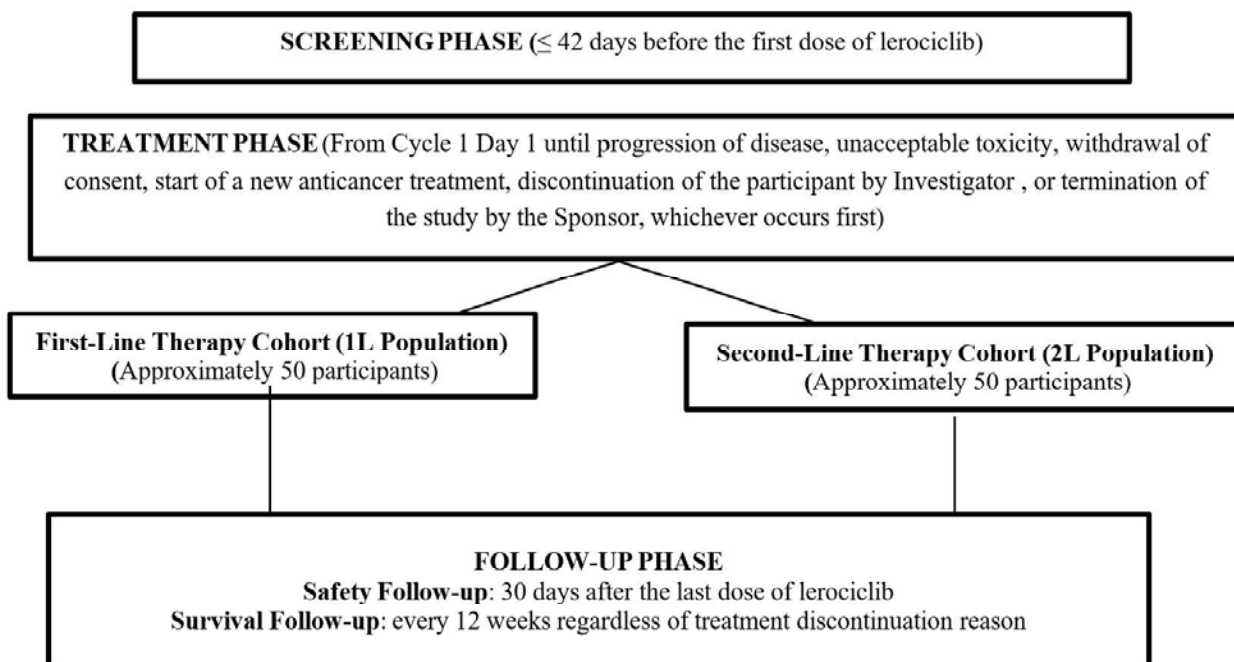 SCREENING PHASE (≤ 42 days before the first dose of lerociclib)
TREATMENT PHASE (From Cycle 1 Day 1 until progression of disease, unacceptable toxicity, withdrawal of
consent, start of a new anticancer treatment, discontinuation of the participant by Investigator , or termination of
the study by the Sponsor, whichever occurs first)
First-Line Therapy Cohort (1L Population)
(Approximately 50 participants)
Second-Line Therapy Cohort (2L Population)
(Approximately 50 participants)
FOLLOW-UP PHASE
Safety Follow-up: 30 days after the last dose of lerociclib
Survival Follow-up: every 12 weeks regardless of treatment discontinuation reason